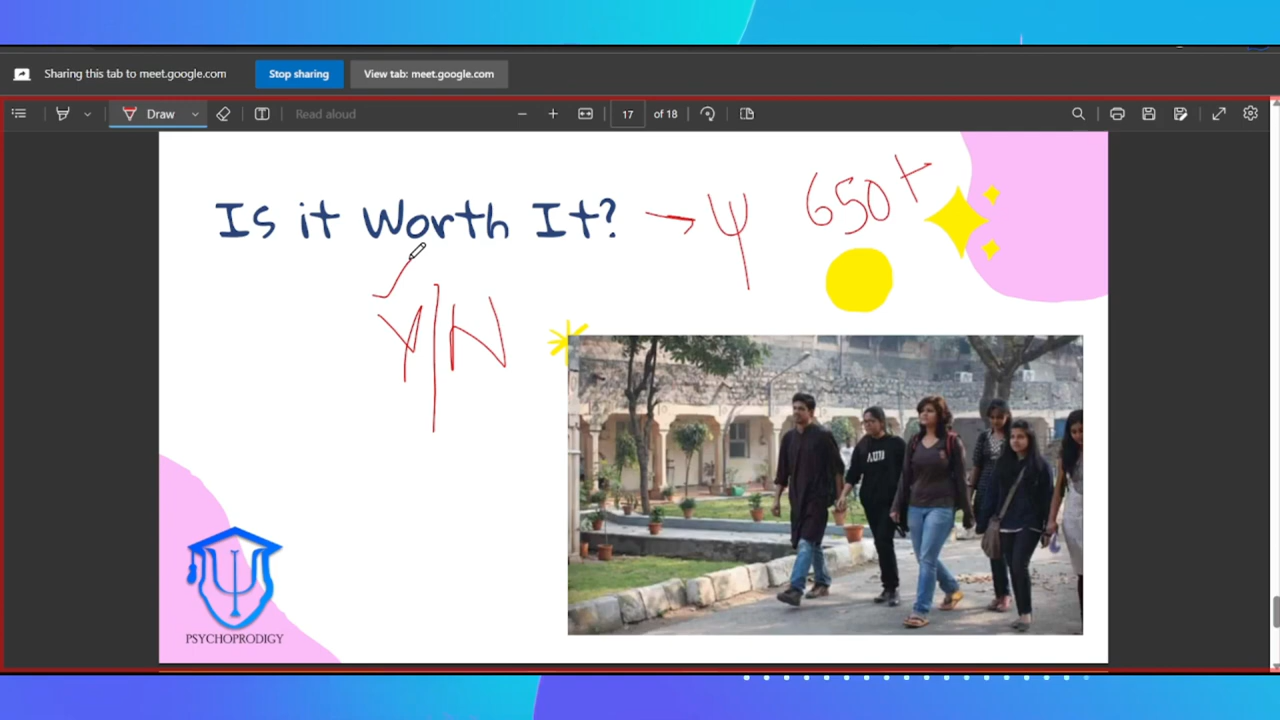 Sharing this tab to meet.google.com
Stop sharing
View tab: meet.google.com
Draw
Read aloud
17
of 18
Is it Worth It? → Ψ 650+
Y/N
AUD
PSYCHOPRODIGY